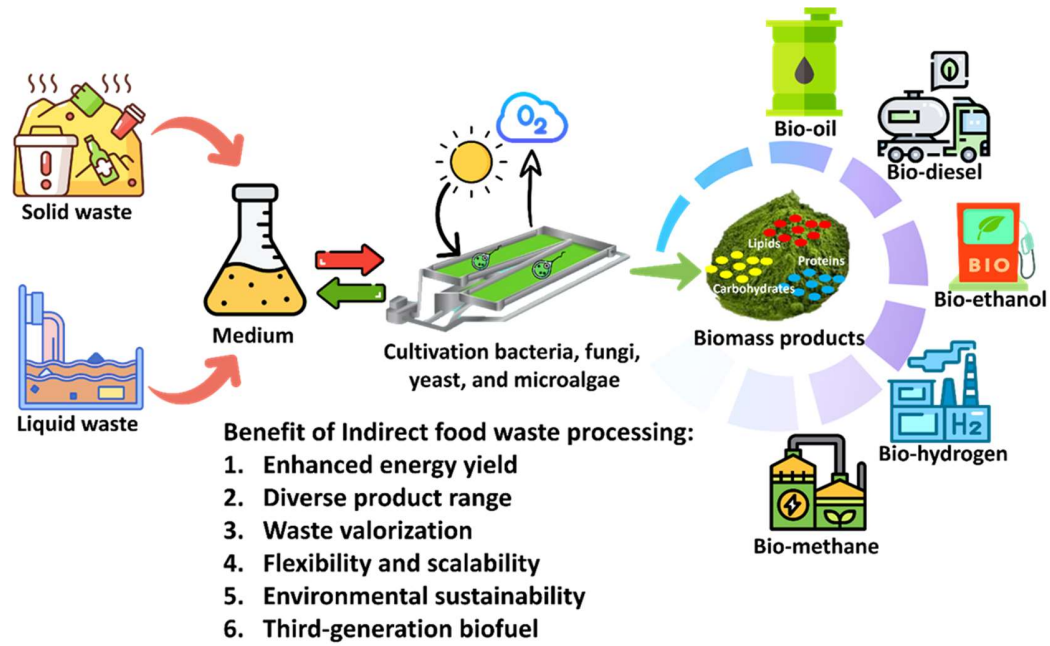 Solid waste
Liquid waste
Medium
O2
Cultivation bacteria, fungi,
yeast, and microalgae
Lipids
Proteins
Carbohydrates
Biomass products
Bio-oil
Bio-diesel
BIO
Bio-ethanol
H2
Bio-hydrogen
Bio-methane
Benefit of Indirect food waste processing:
1. Enhanced energy yield
2. Diverse product range
3. Waste valorization
4. Flexibility and scalability
5. Environmental sustainability
6. Third-generation biofuel